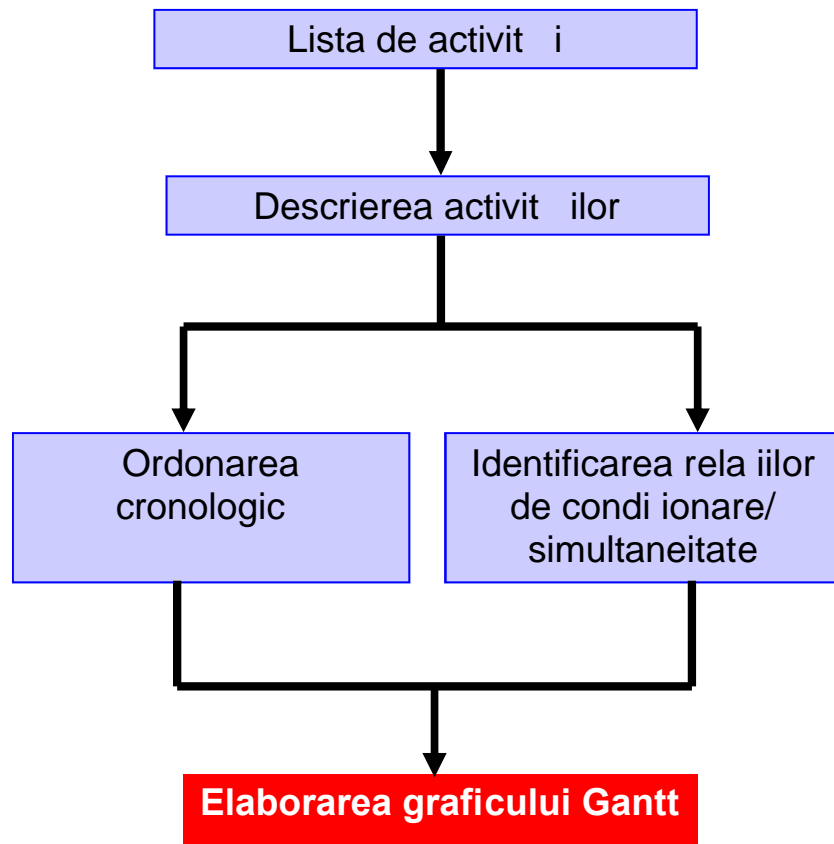 Lista de activit i
Descrierea activit ilor
Ordonarea
cronologic
Identificarea rela iilor
de condi ionare/
simultaneitate
Elaborarea graficului Gantt